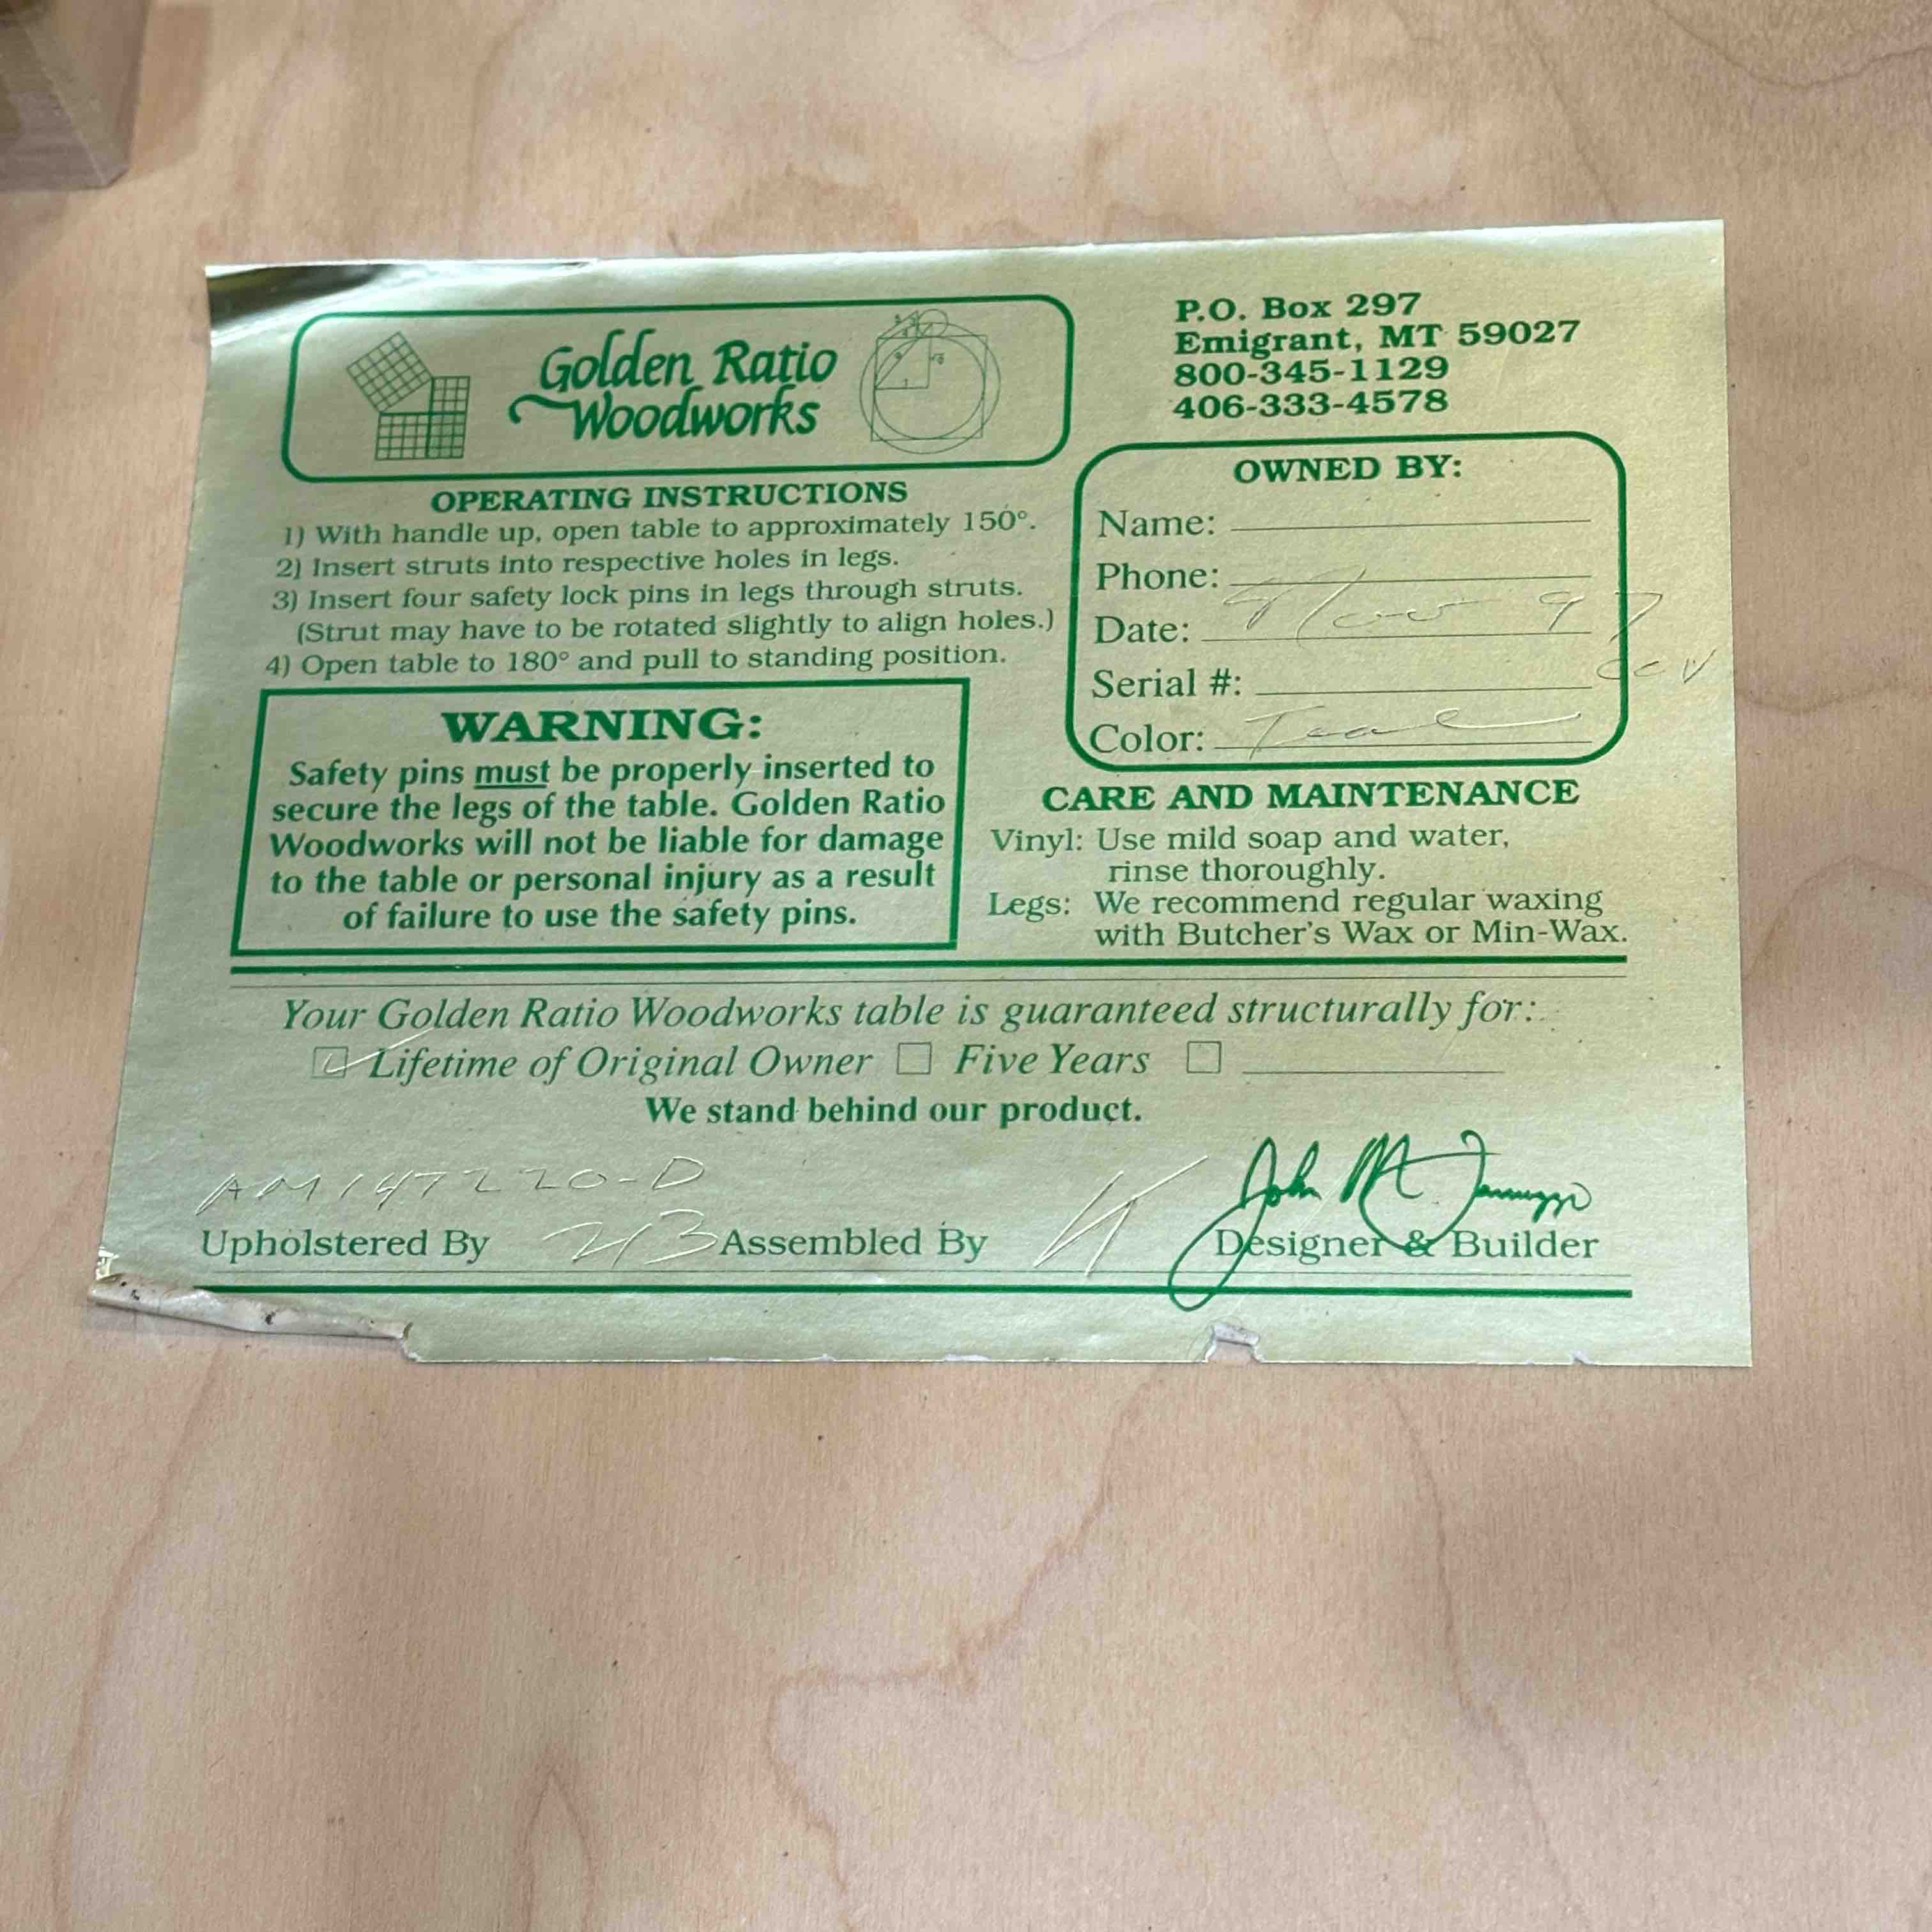 Golden Ratio
Woodworks
P.O. Box 297
Emigrant, MT 59027
800-345-1129
406-333-4578
OPERATING INSTRUCTIONS
1) With handle up, open table to approximately 150°.
2) Insert struts into respective holes in legs.
3) Insert four safety lock pins in legs through struts.
(Strut may have to be rotated slightly to align holes.)
4) Open table to 180° and pull to standing position.
OWNED BY:
Name:
Phone:
Date: Nov 97
Serial #:
Color: Teal
WARNING:
Safety pins must be properly inserted to
secure the legs of the table. Golden Ratio
Woodworks will not be liable for damage
to the table or personal injury as a result
of failure to use the safety pins.
CARE AND MAINTENANCE
Vinyl: Use mild soap and water,
rinse thoroughly.
Legs: We recommend regular waxing
with Butcher's Wax or Min-Wax.
Your Golden Ratio Woodworks table is guaranteed structurally for:
Lifetime of Original Owner Five Years
We stand behind our product.
AM147220-D
John M
Upholstered By 213 Assembled By Designer & Builder